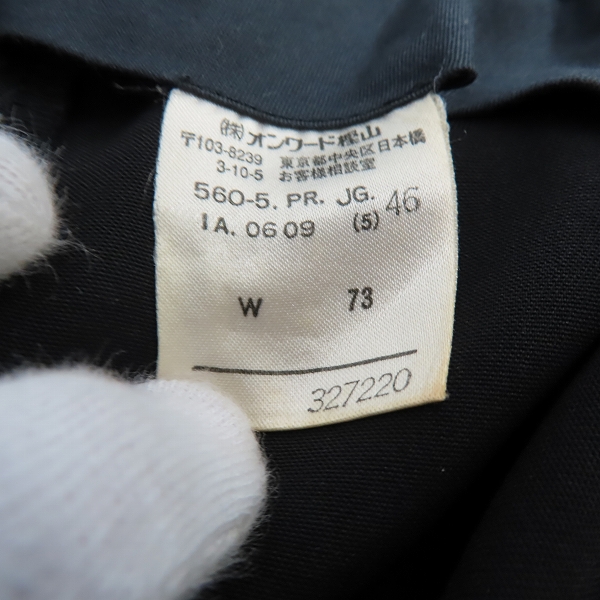 ㈱オンワード樫山
〒103-8239 東京都中央区日本橋
3-10-5 お客様相談室
560-5. PR. JG. 46
IA. 0609 (5)
W 73
327220